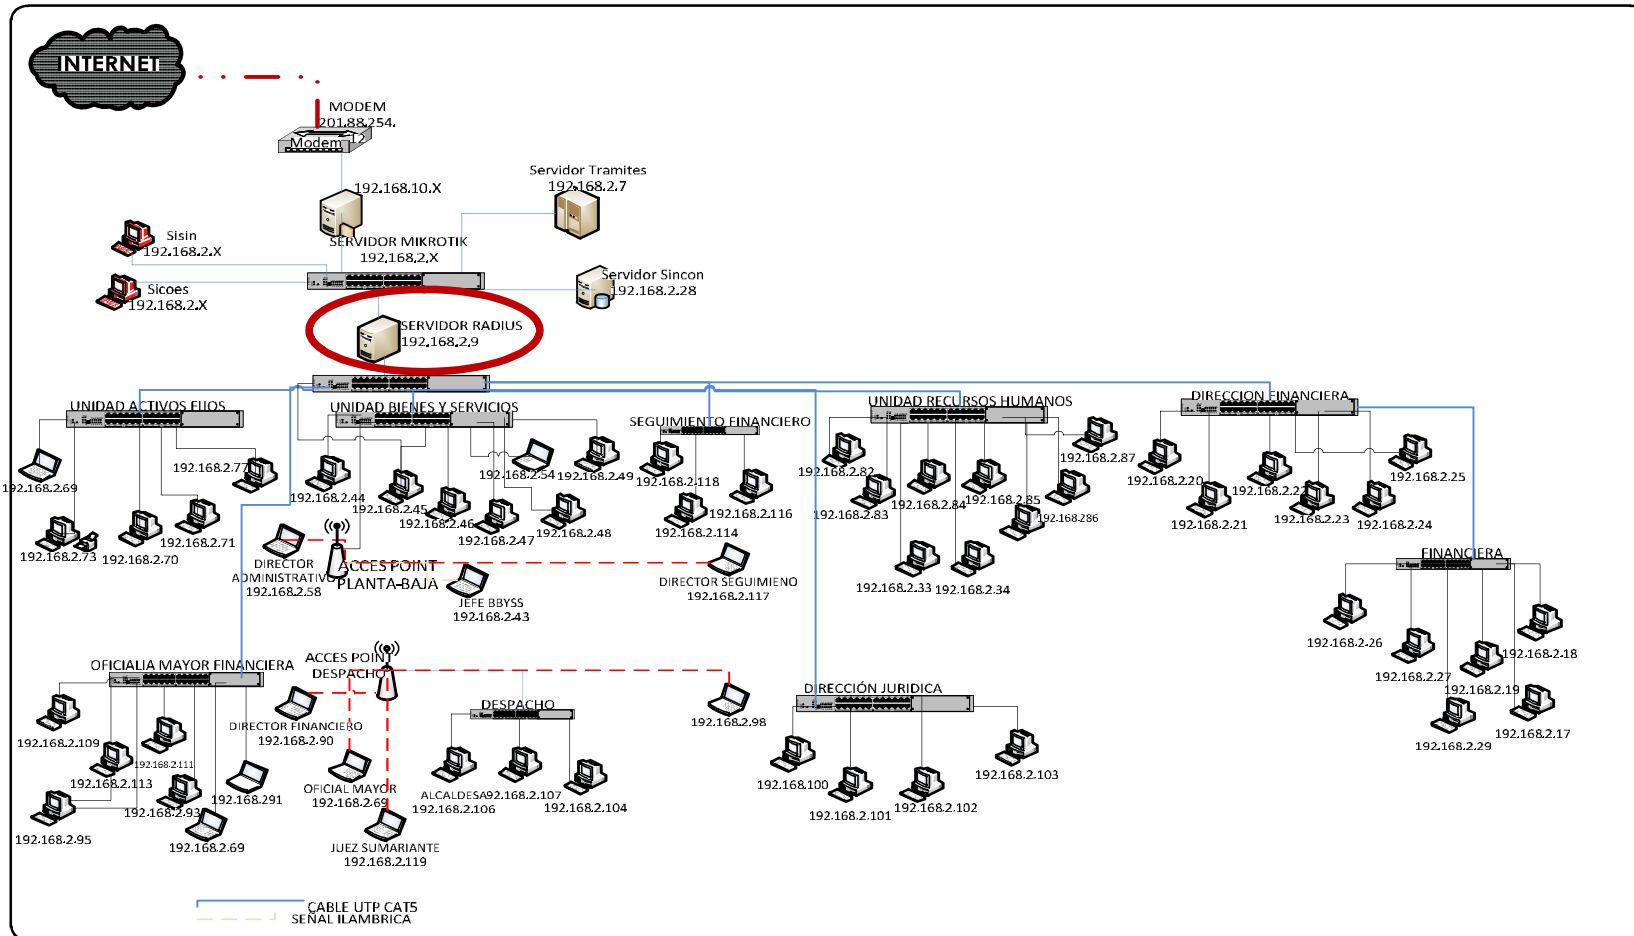 INTERNET
MODEM
201.88.254.
12
Modem
192.168.10.X
Servidor Tramites
192.168.2.7
Sisin
192.168.2.X
SERVIDOR MIKROTIK
192.168.2.X
Sicoes
192.168.2.X
Servidor Sincon
192.168.2.28
SERVIDOR RADIUS
192.168.2.9
UNIDAD ACTIVOS FIJOS
UNIDAD BIENES Y SERVICIOS
SEGUIMIENTO FINANCIERO
UNIDAD RECURSOS HUMANOS
DIRECCION FINANCIERA
192.168.2.69
192.168.2.77
192.168.2.73
192.168.2.70
192.168.2.71
192.168.2.44
192.168.2.45
192.168.2.46
192.168.2.47
192.168.2.48
192.168.2.54
192.168.2.49
192.168.2.118
192.168.2.114
192.168.2.116
192.168.2.82
192.168.2.83
192.168.2.84
192.168.2.85
192.168.286
192.168.2.87
192.168.2.33
192.168.2.34
192.168.2.20
192.168.2.21
192.168.2.22
192.168.2.23
192.168.2.24
192.168.2.25
DIRECTOR
ADMINISTRATIVO
192.168.2.58
ACCES POINT
PLANTA-BAJA
JEFE BBYSS
192.168.2.43
DIRECTOR SEGUIMIENO
192.168.2.117
FINANCIERA
192.168.2.26
192.168.2.27
192.168.2.29
192.168.2.19
192.168.2.18
192.168.2.17
OFICIALIA MAYOR FINANCIERA
192.168.2.109
192.168.2.113
192.168.2.111
192.168.2.93
192.168.291
192.168.2.95
192.168.2.69
ACCES POINT
DESPACHO
DIRECTOR FINANCIERO
192.168.2.90
OFICIAL MAYOR
192.168.2.69
JUEZ SUMARIANTE
192.168.2.119
DESPACHO
ALCALDESA
192.168.2.106
92.168.2.107
192.168.2.104
192.168.2.98
DIRECCIÓN JURIDICA
192.168.100
192.168.2.101
192.168.2.102
192.168.2.103
CABLE UTP CAT5
SEÑAL ILAMBRICA